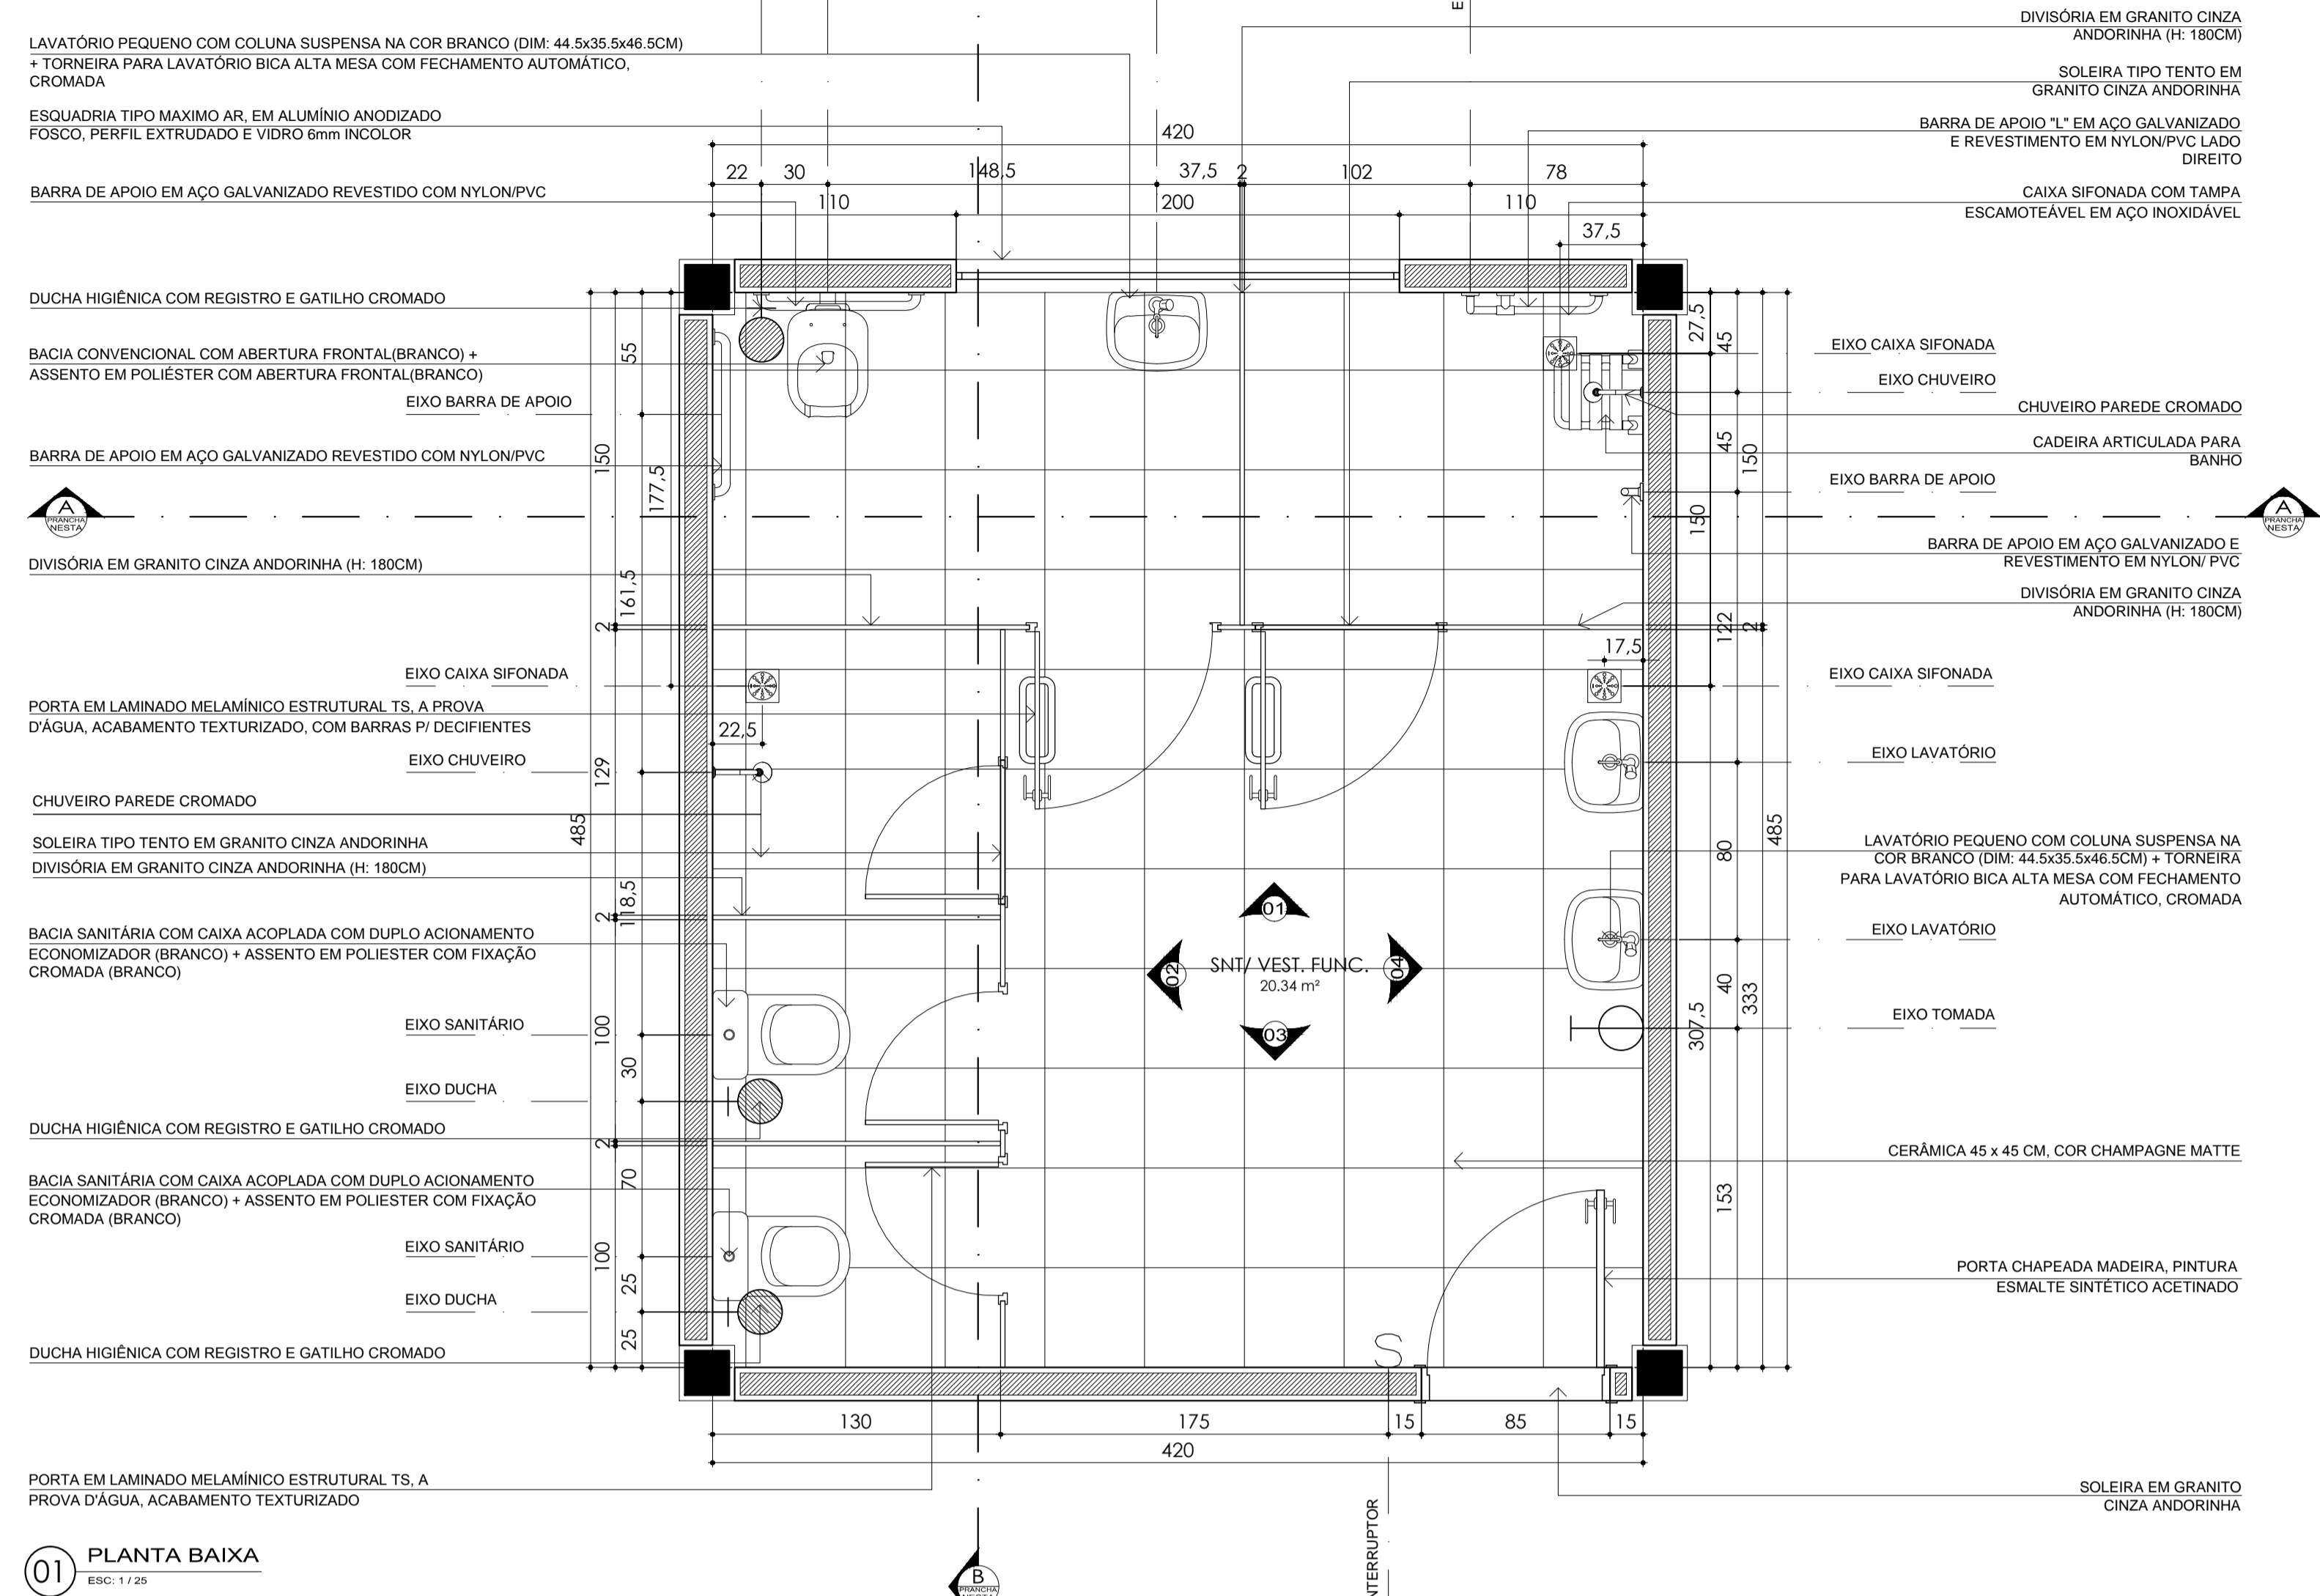 LAVATÓRIO PEQUENO COM COLUNA SUSPENSA NA COR BRANCO (DIM: 44.5x35.5x46.5CM)
+ TORNEIRA PARA LAVATÓRIO BICA ALTA MESA COM FECHAMENTO AUTOMÁTICO,
CROMADA
ESQUADRIA TIPO MAXIMO AR, EM ALUMÍNIO ANODIZADO
FOSCO, PERFIL EXTRUDADO E VIDRO 6mm INCOLOR
BARRA DE APOIO EM AÇO GALVANIZADO REVESTIDO COM NYLON/PVC
DUCHA HIGIÊNICA COM REGISTRO E GATILHO CROMADO
BACIA CONVENCIONAL COM ABERTURA FRONTAL(BRANCO) +
ASSENTO EM POLIÉSTER COM ABERTURA FRONTAL(BRANCO)
EIXO BARRA DE APOIO
BARRA DE APOIO EM AÇO GALVANIZADO REVESTIDO COM NYLON/PVC
A
PRANCHA
NESTA
DIVISÓRIA EM GRANITO CINZA ANDORINHA (H: 180CM)
EIXO CAIXA SIFONADA
PORTA EM LAMINADO MELAMÍNICO ESTRUTURAL TS, A PROVA
D'ÁGUA, ACABAMENTO TEXTURIZADO, COM BARRAS P/ DECIFIENTES
EIXO CHUVEIRO
CHUVEIRO PAREDE CROMADO
SOLEIRA TIPO TENTO EM GRANITO CINZA ANDORINHA
DIVISÓRIA EM GRANITO CINZA ANDORINHA (H: 180CM)
BACIA SANITÁRIA COM CAIXA ACOPLADA COM DUPLO ACIONAMENTO
ECONOMIZADOR (BRANCO) + ASSENTO EM POLIESTER COM FIXAÇÃO
CROMADA (BRANCO)
EIXO SANITÁRIO
EIXO DUCHA
DUCHA HIGIÊNICA COM REGISTRO E GATILHO CROMADO
BACIA SANITÁRIA COM CAIXA ACOPLADA COM DUPLO ACIONAMENTO
ECONOMIZADOR (BRANCO) + ASSENTO EM POLIESTER COM FIXAÇÃO
CROMADA (BRANCO)
EIXO SANITÁRIO
EIXO DUCHA
DUCHA HIGIÊNICA COM REGISTRO E GATILHO CROMADO
PORTA EM LAMINADO MELAMÍNICO ESTRUTURAL TS, A
PROVA D'ÁGUA, ACABAMENTO TEXTURIZADO
01 PLANTA BAIXA
ESC: 1 / 25
420
22 30 148,5 37,5 2 102 78
110 200 110
37,5
55
150
177,5
161,5
2
129
485
118,5
2
100
30
2
70
100
25
25
22,5
17,5
01
02 SNT/ VEST. FUNC. 04
20.34 m²
03
S
130 175 15 85 15
420
B
PRANCHA
NESTA
INTERRUPTOR
E
27,5
45
45
150
150
122
2
80
485
40
333
307,5
153
DIVISÓRIA EM GRANITO CINZA
ANDORINHA (H: 180CM)
SOLEIRA TIPO TENTO EM
GRANITO CINZA ANDORINHA
BARRA DE APOIO "L" EM AÇO GALVANIZADO
E REVESTIMENTO EM NYLON/PVC LADO
DIREITO
CAIXA SIFONADA COM TAMPA
ESCAMOTEÁVEL EM AÇO INOXIDÁVEL
EIXO CAIXA SIFONADA
EIXO CHUVEIRO
CHUVEIRO PAREDE CROMADO
CADEIRA ARTICULADA PARA
BANHO
EIXO BARRA DE APOIO
A
PRANCHA
NESTA
BARRA DE APOIO EM AÇO GALVANIZADO E
REVESTIMENTO EM NYLON/ PVC
DIVISÓRIA EM GRANITO CINZA
ANDORINHA (H: 180CM)
EIXO CAIXA SIFONADA
EIXO LAVATÓRIO
LAVATÓRIO PEQUENO COM COLUNA SUSPENSA NA
COR BRANCO (DIM: 44.5x35.5x46.5CM) + TORNEIRA
PARA LAVATÓRIO BICA ALTA MESA COM FECHAMENTO
AUTOMÁTICO, CROMADA
EIXO LAVATÓRIO
EIXO TOMADA
CERÂMICA 45 x 45 CM, COR CHAMPAGNE MATTE
PORTA CHAPEADA MADEIRA, PINTURA
ESMALTE SINTÉTICO ACETINADO
SOLEIRA EM GRANITO
CINZA ANDORINHA